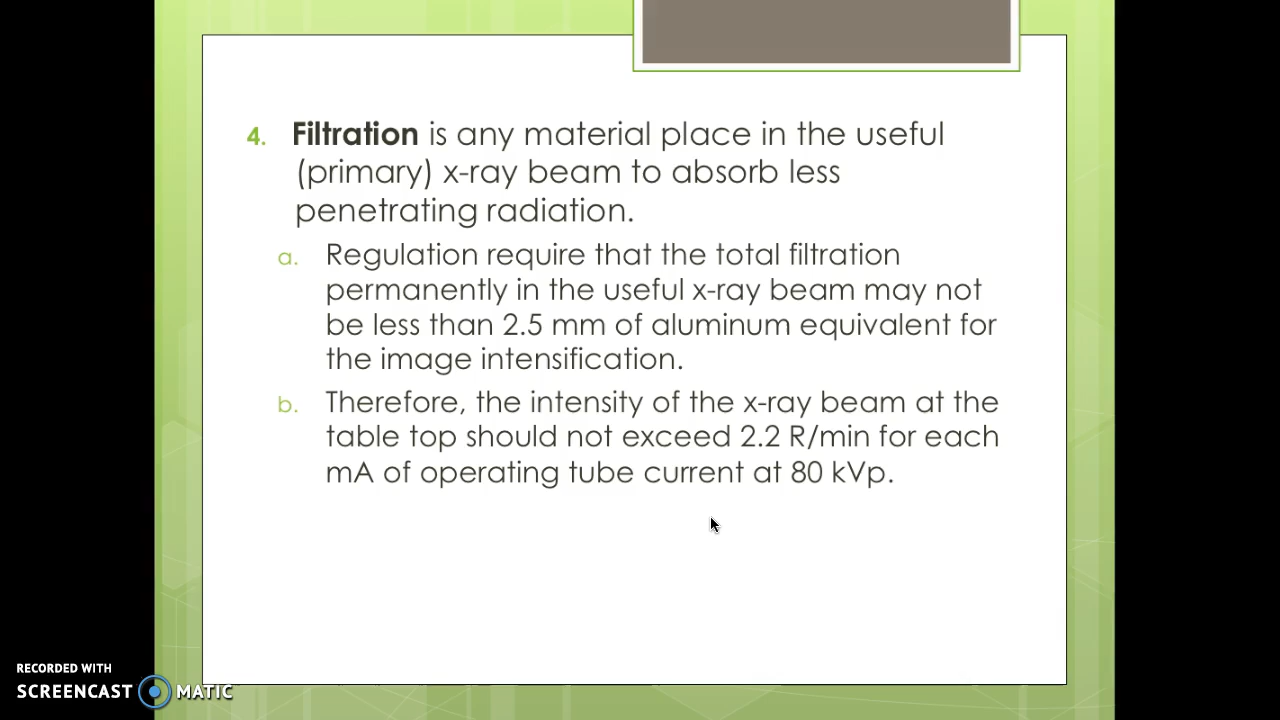 4. Filtration is any material place in the useful
(primary) x-ray beam to absorb less
penetrating radiation.
a. Regulation require that the total filtration
permanently in the useful x-ray beam may not
be less than 2.5 mm of aluminum equivalent for
the image intensification.
b. Therefore, the intensity of the x-ray beam at the
table top should not exceed 2.2 R/min for each
mA of operating tube current at 80 kVp.
RECORDED WITH
SCREENCAST MATIC